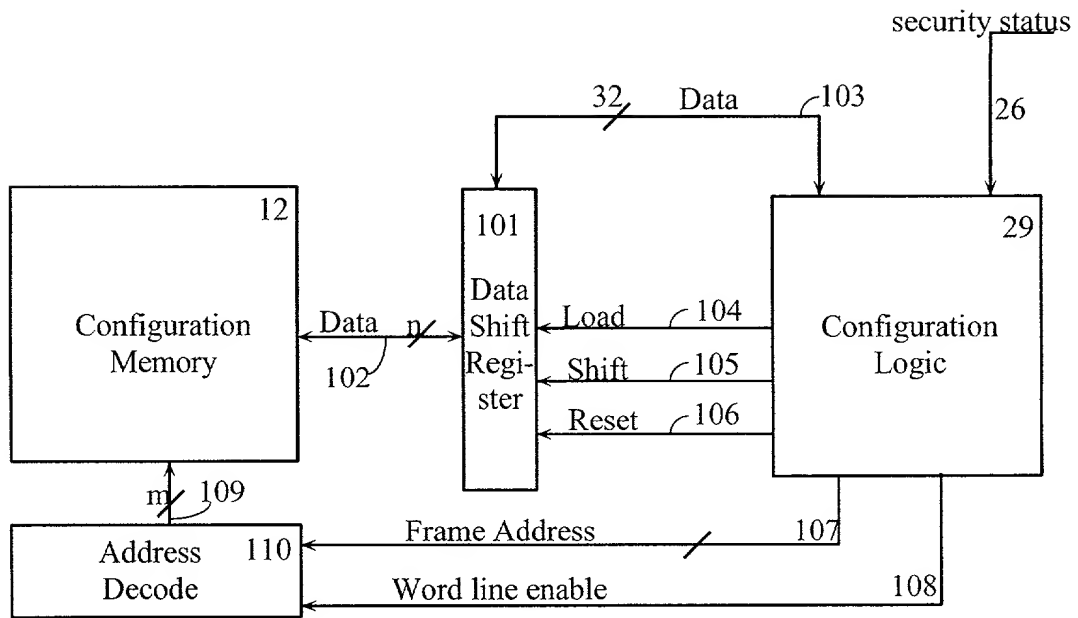 security status
32 Data 103
26
12
101
29
Data
Shift
Regi-
ster
Configuration
Memory
Data n
102
Load 104
Shift 105
Reset 106
Configuration
Logic
m 109
Address
Decode
110
Frame Address 107
Word line enable 108